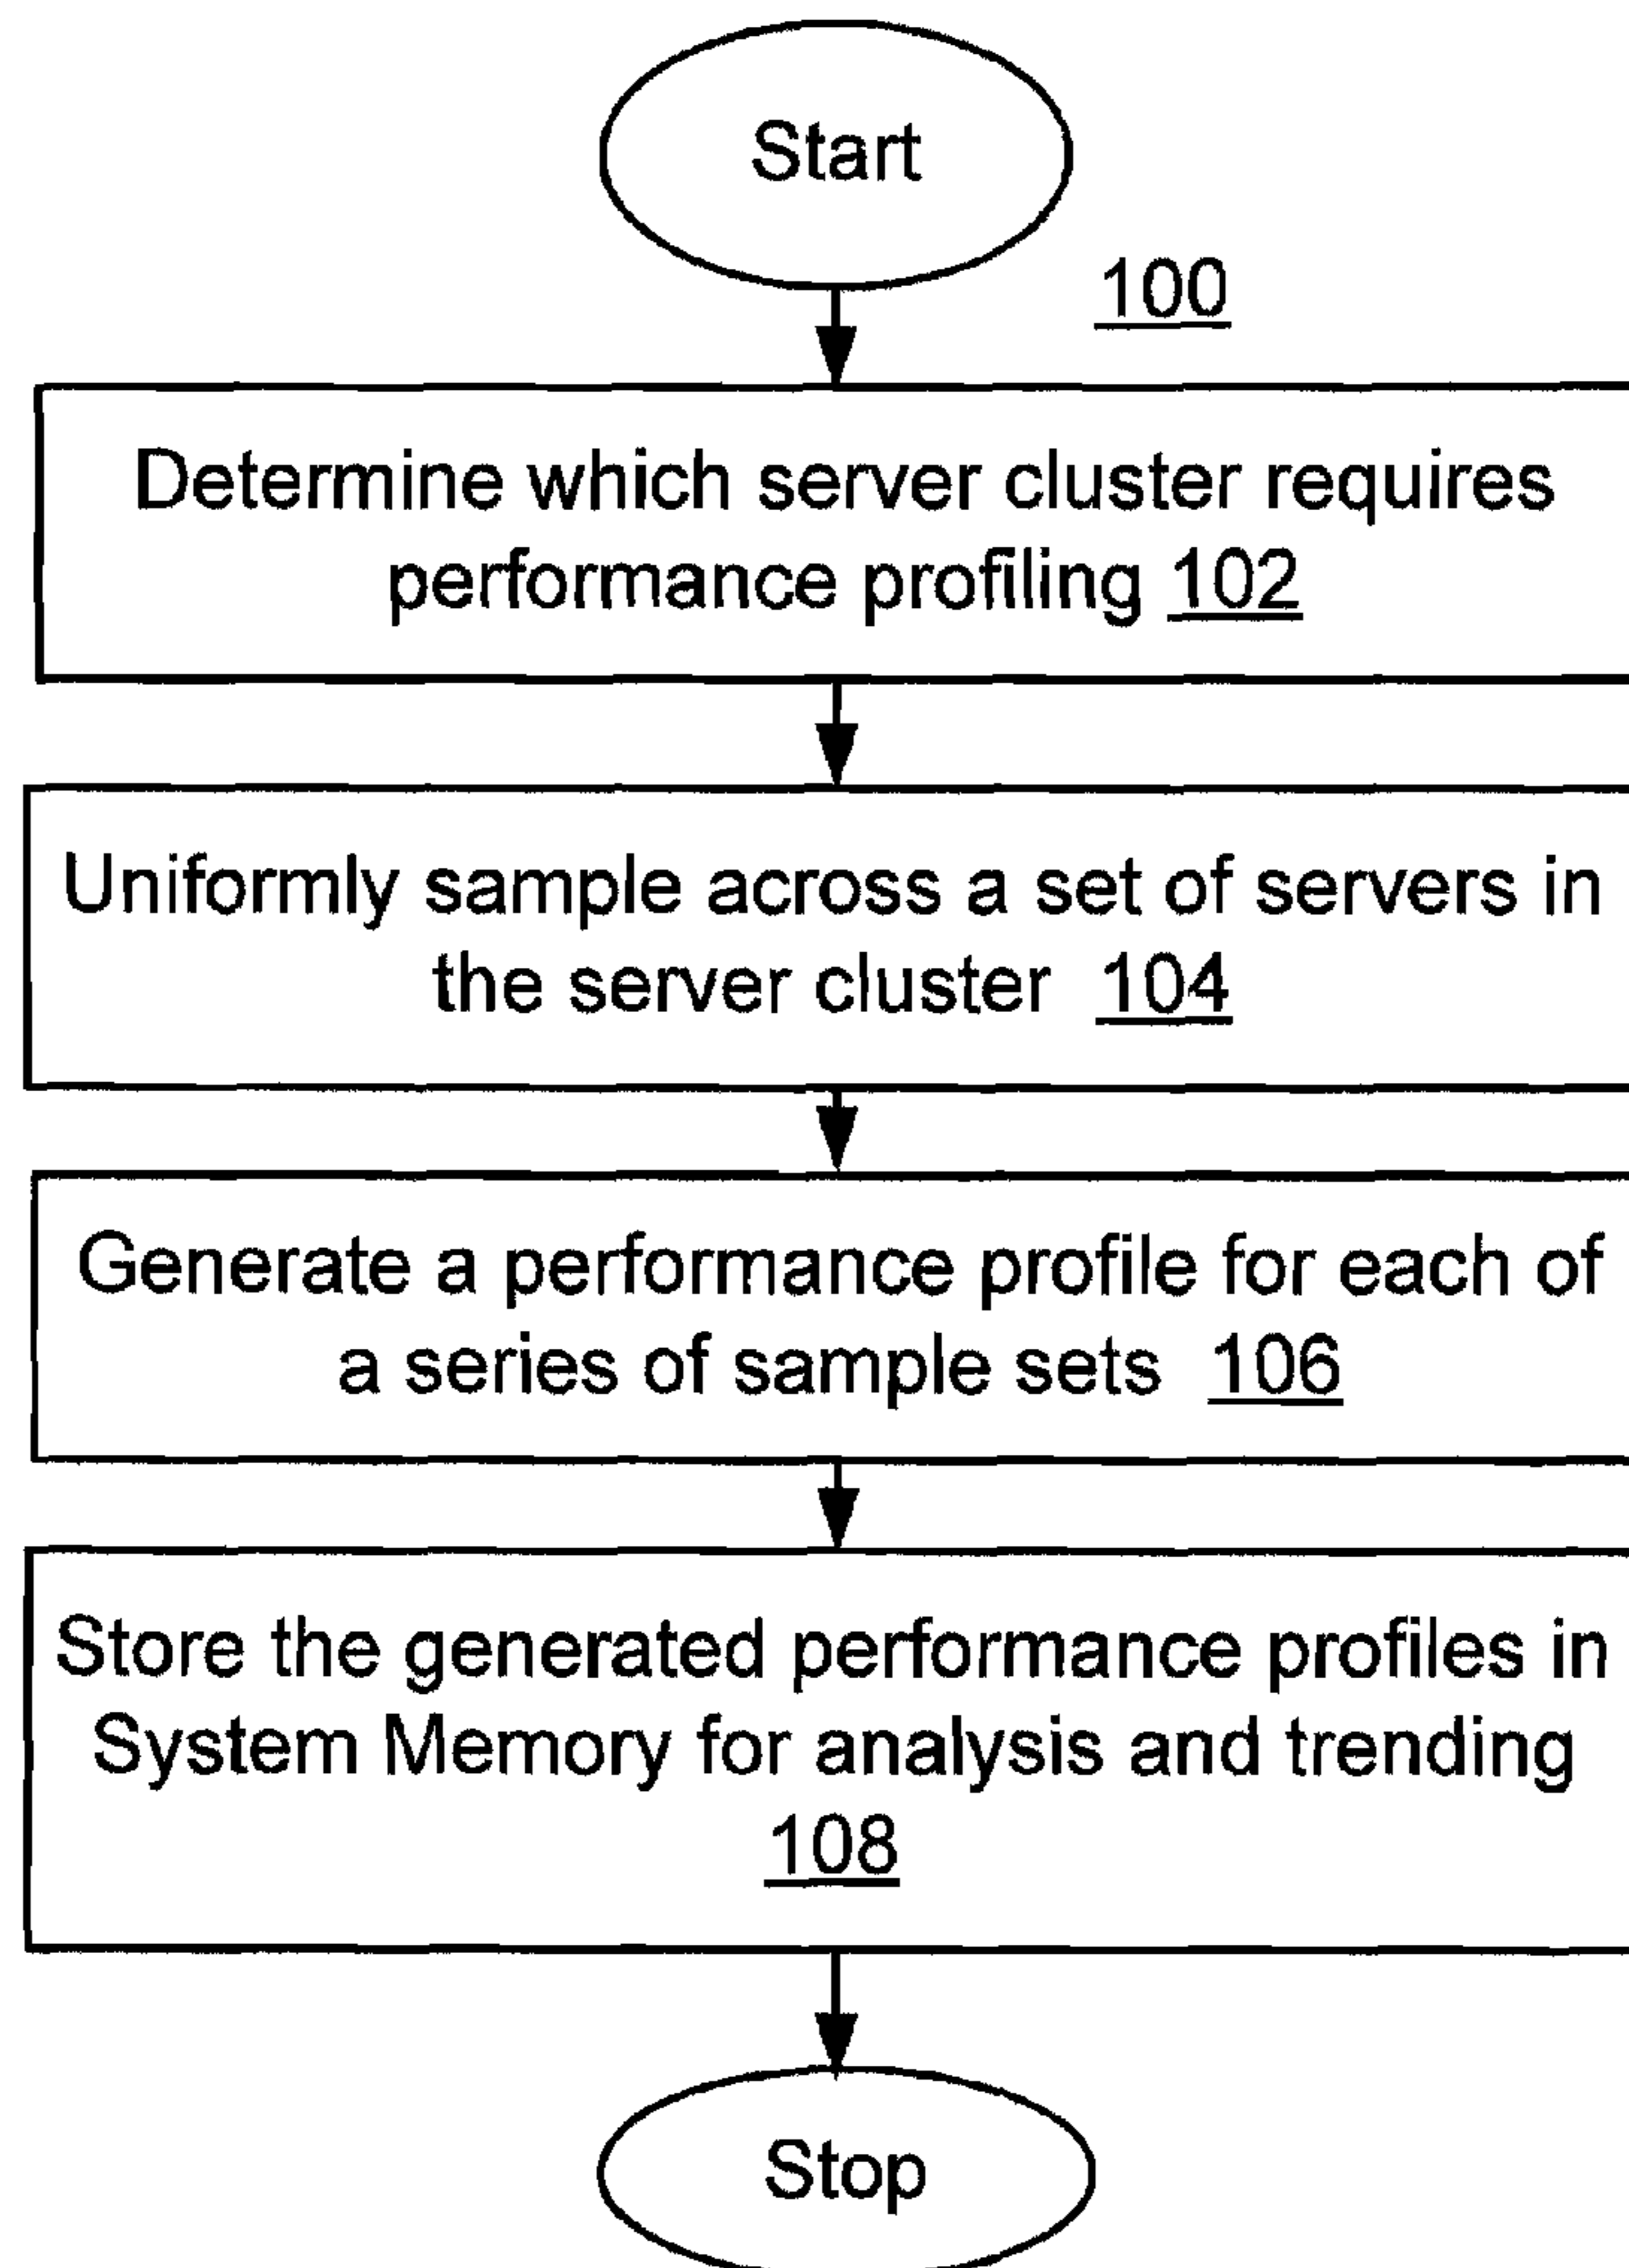 Start
100
Determine which server cluster requires
performance profiling 102
Uniformly sample across a set of servers in
the server cluster 104
Generate a performance profile for each of
a series of sample sets 106
Store the generated performance profiles in
System Memory for analysis and trending
108
Stop